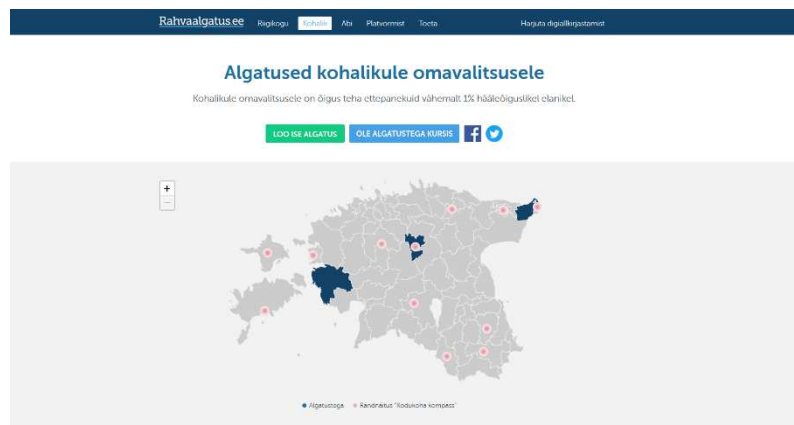 Rahvaalgatus.ee Riigikogu Kohalik Abi Platvormist Toeta Harjuta digiallkirjastamist
Algatused kohalikule omavalitsusele
Kohalikule omavalitsusele on õigus teha ettepanekuid vähemalt 1% hääleõiguslikel elanikel.
LOO ISE ALGATUS OLE ALGATUSTEGA KURSIS
+
−
Algatustega Rändnäitus "Kodukoha kompass"